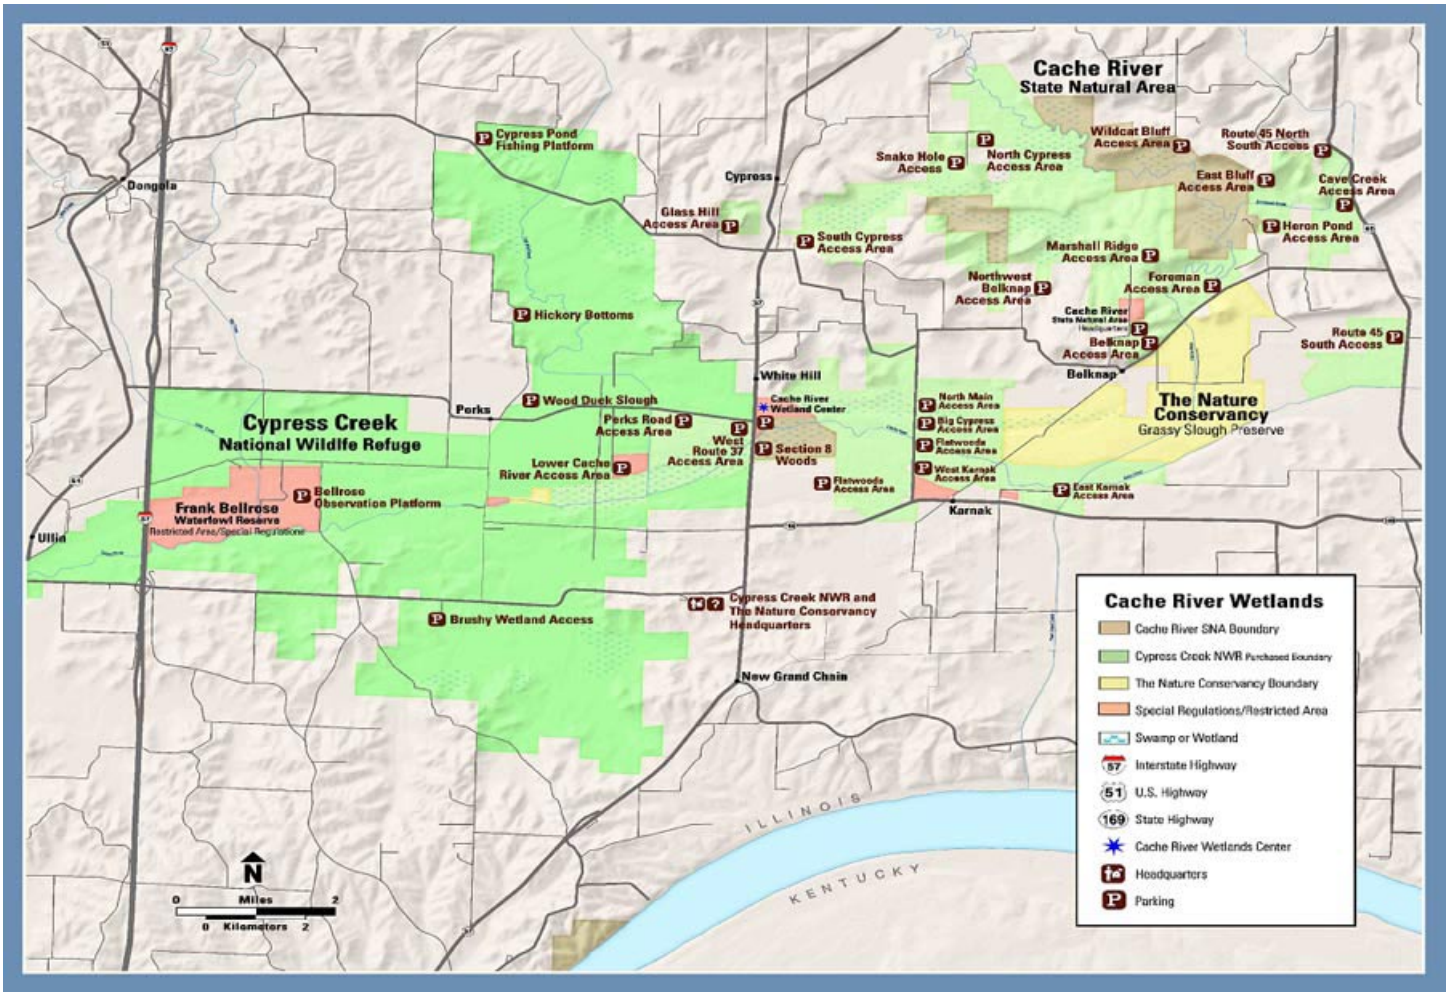 Cache River
State Natural Area
Cypress Pond
Fishing Platform
Wildcat Bluff
Access Area
Route 45 North
South Access
Snake Hole
Access
North Cypress
Access Area
Cypress
Dongola
East Bluff
Access Area
Cave Creek
Access Area
Glass Hill
Access Area
South Cypress
Access Area
Heron Pond
Access Area
Marshall Ridge
Access Area
Northwest
Belknap
Access Area
Foreman
Access Area
Hickory Bottoms
Cache River
State Natural Area
Headquarters
Belknap
Access Area
Route 45
South Access
Belknap
White Hill
Wood Duck Slough
Perks
Cache River
Wetland Center
North Main
Access Area
The Nature
Conservancy
Grassy Slough Preserve
Cypress Creek
National Wildlfe Refuge
Perks Road
Access Area
West
Route 37
Access Area
Big Cypress
Access Area
Section 8
Woods
Flatwoods
Access Area
Lower Cache
River Access Area
West Karnak
Access Area
Flatwoods
Access Area
East Karnak
Access Area
Karnak
Bellrose
Observation Platform
Frank Bellrose
Waterfowl Reserve
Restricted Area/Special Regulations
57
Ullin
Cypress Creek NWR and
The Nature Conservancy
Headquarters
Brushy Wetland Access
New Grand Chain
ILLINOIS
KENTUCKY
N
0 Miles 2
0 Kilometers 2
Cache River Wetlands
Cache River SNA Boundary
Cypress Creek NWR Purchased Boundary
The Nature Conservancy Boundary
Special Regulations/Restricted Area
Swamp or Wetland
57 Interstate Highway
51 U.S. Highway
169 State Highway
Cache River Wetlands Center
Headquarters
P Parking